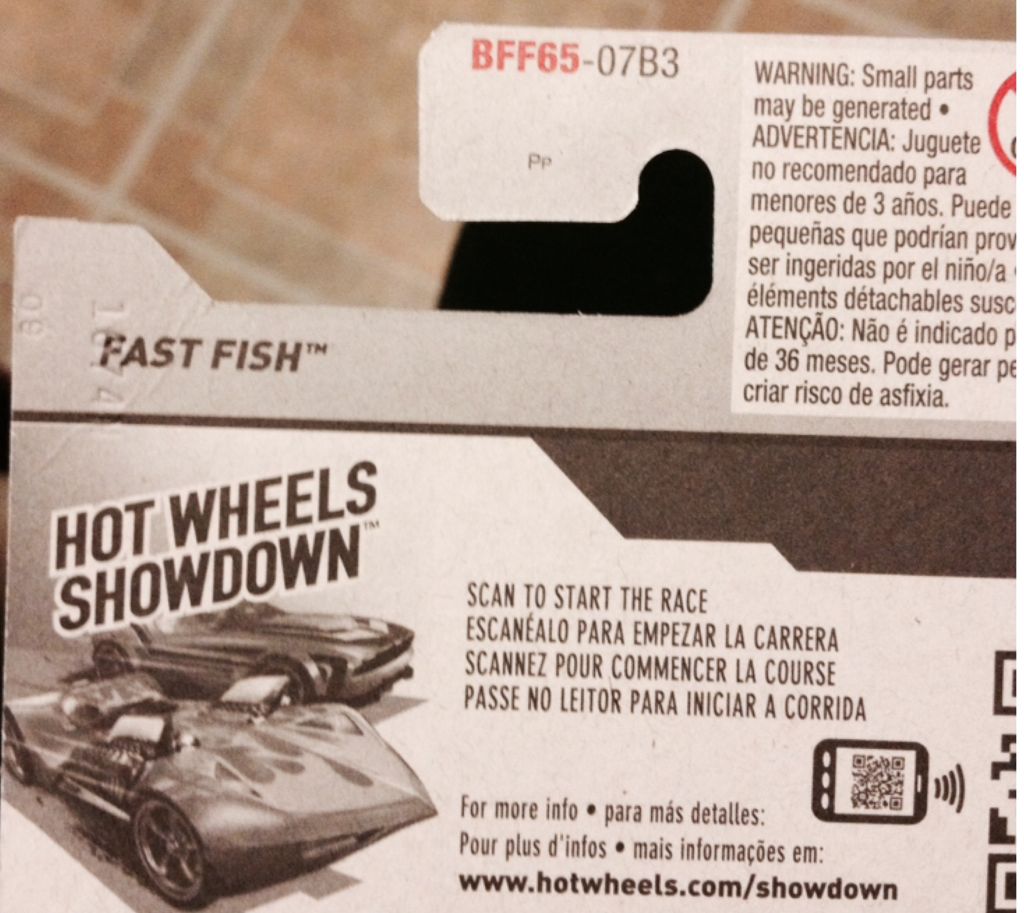 BFF65-07B3
Pp
WARNING: Small parts
may be generated •
ADVERTENCIA: Juguete
no recomendado para
menores de 3 años. Puede
pequeñas que podrían prov
ser ingeridas por el niño/a
éléments détachables susc
ATENÇÃO: Não é indicado p
de 36 meses. Pode gerar pe
criar risco de asfixia.
FAST FISH™
HOT WHEELS
SHOWDOWN™
SCAN TO START THE RACE
ESCANÉALO PARA EMPEZAR LA CARRERA
SCANNEZ POUR COMMENCER LA COURSE
PASSE NO LEITOR PARA INICIAR A CORRIDA
For more info • para más detalles:
Pour plus d'infos • mais informações em:
www.hotwheels.com/showdown